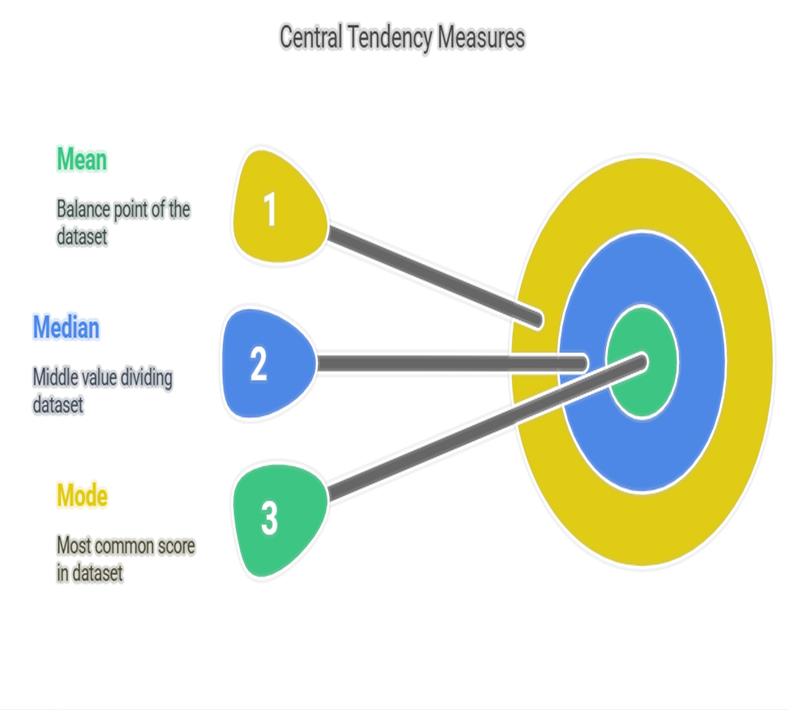 Central Tendency Measures
Mean
Balance point of the
dataset
1
Median
Middle value dividing
dataset
2
Mode
Most common score
in dataset
3